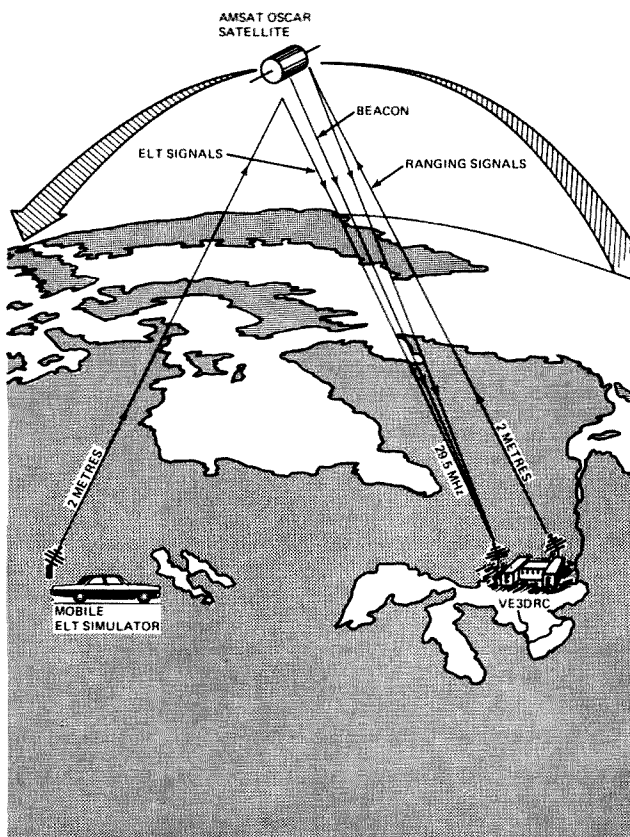 AMSAT OSCAR
SATELLITE
BEACON
ELT SIGNALS
RANGING SIGNALS
2 METRES
29.5 MHz
2 METRES
MOBILE
ELT SIMULATOR
VE3DRC